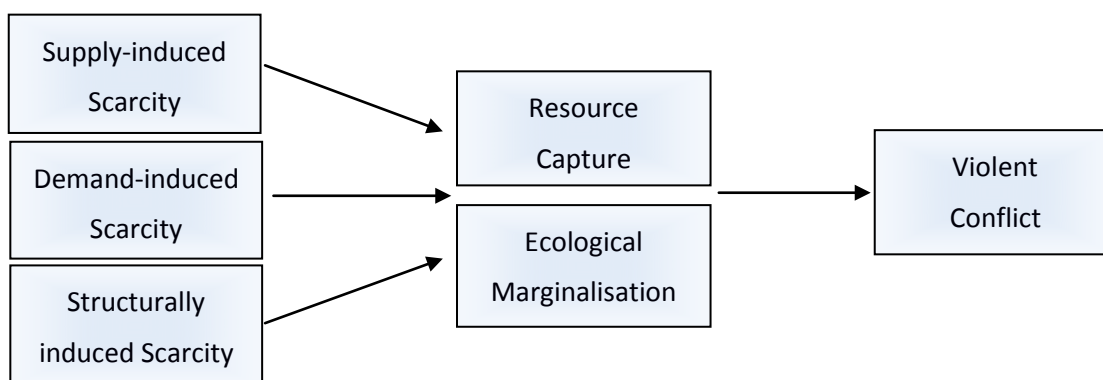 Supply-induced
Scarcity
Demand-induced
Scarcity
Structurally
induced Scarcity
Resource
Capture
Ecological
Marginalisation
Violent
Conflict